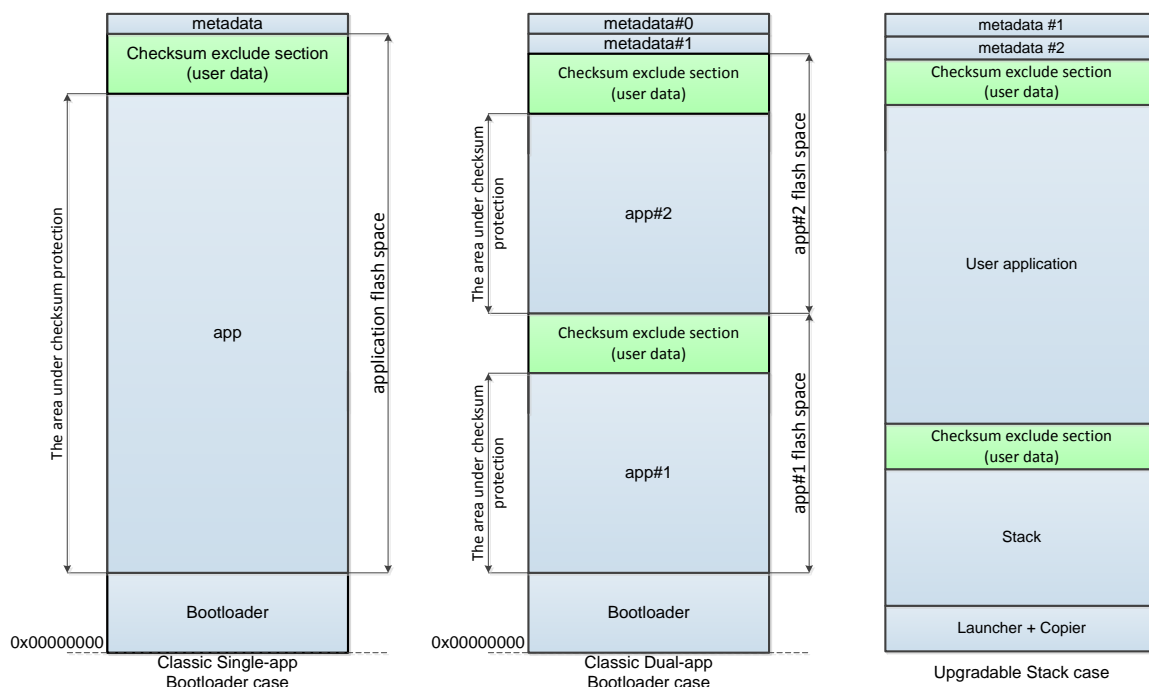 metadata
Checksum exclude section
(user data)
The area under checksum protection
app
application flash space
Bootloader
0x00000000
Classic Single-app
Bootloader case
metadata#0
metadata#1
Checksum exclude section
(user data)
The area under checksum
protection
app#2
app#2 flash space
Checksum exclude section
(user data)
The area under checksum
protection
app#1
app#1 flash space
Bootloader
0x00000000
Classic Dual-app
Bootloader case
metadata #1
metadata #2
Checksum exclude section
(user data)
User application
Checksum exclude section
(user data)
Stack
Launcher + Copier
Upgradable Stack case